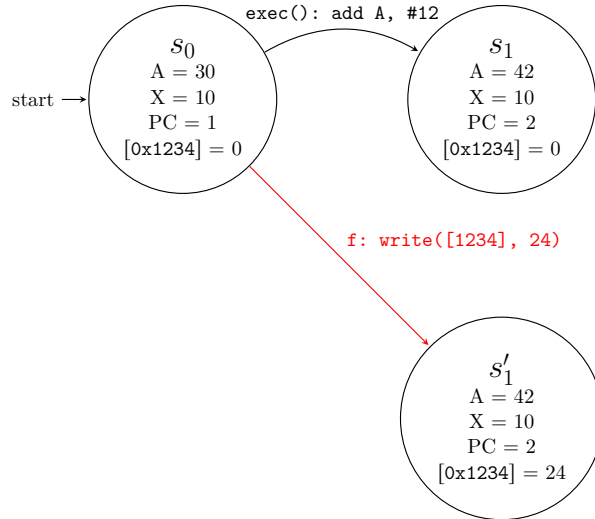 exec(): add A, #12
s₀
A = 30
X = 10
PC = 1
[0x1234] = 0
start
s₁
A = 42
X = 10
PC = 2
[0x1234] = 0
f: write([1234], 24)
s′₁
A = 42
X = 10
PC = 2
[0x1234] = 24